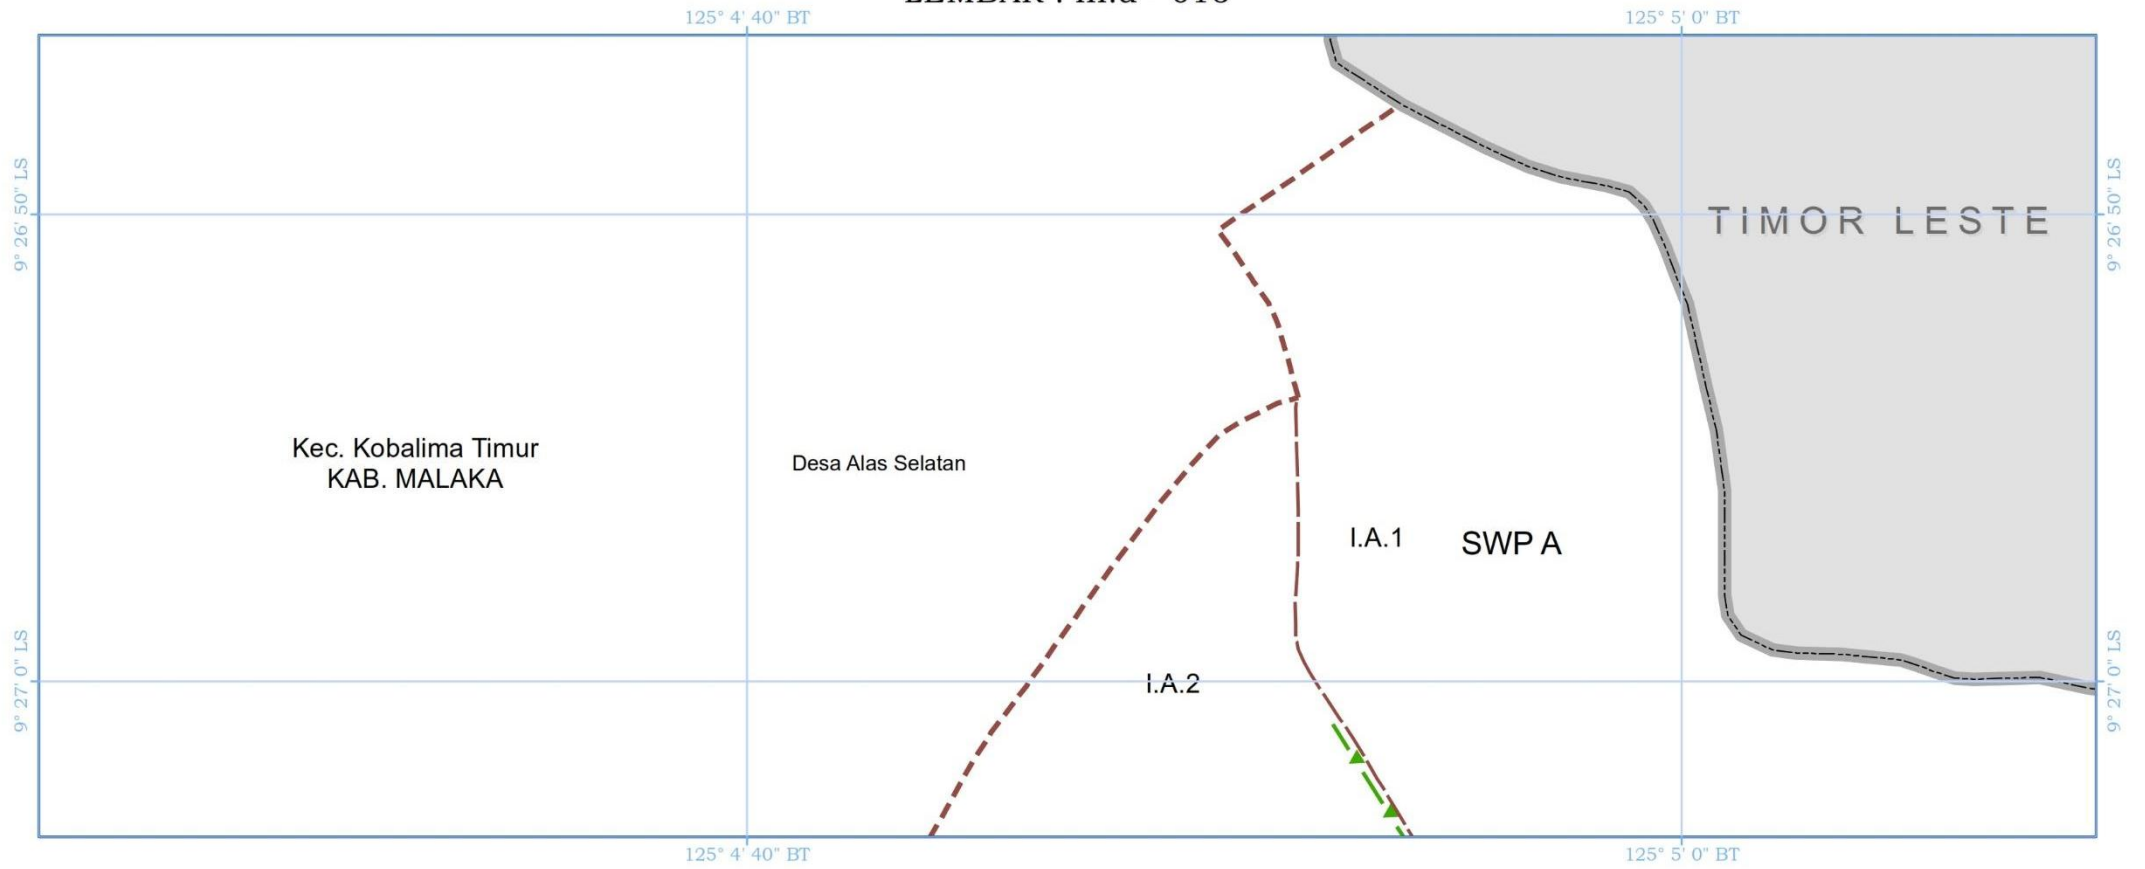 125° 4' 40" BT
125° 5' 0" BT
9° 26' 50" LS
9° 26' 50" LS
TIMOR LESTE
Kec. Kobalima Timur
KAB. MALAKA
Desa Alas Selatan
I.A.1
SWP A
I.A.2
9° 27' 0" LS
9° 27' 0" LS
125° 4' 40" BT
125° 5' 0" BT